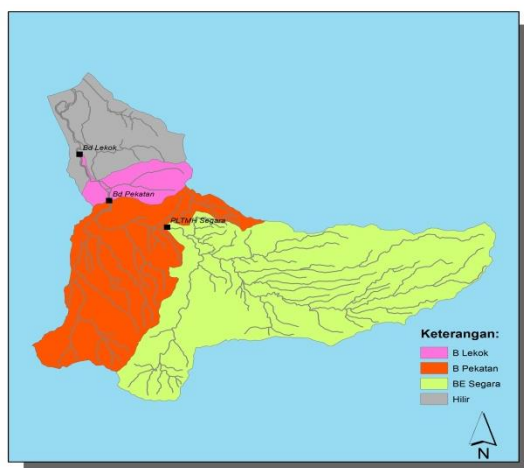 Bd Lekok
Bd Pekatan
PLTMH Segara
Keterangan:
B Lekok
B Pekatan
BE Segara
Hilir
N